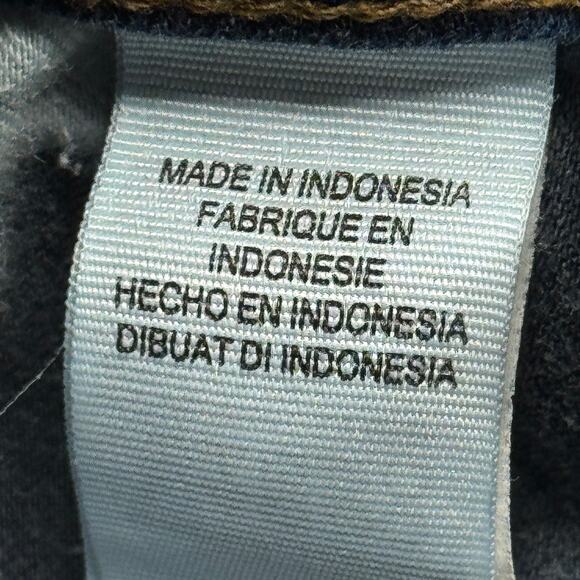 MADE IN INDONESIA
FABRIQUE EN
INDONESIE
HECHO EN INDONESIA
DIBUAT DI INDONESIA